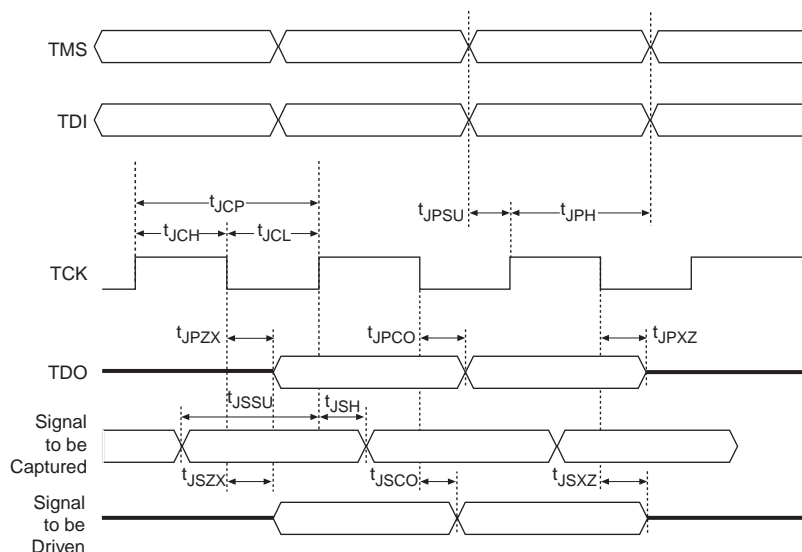 TMS
TDI
tJCP
tJPSU
tJPH
tJCH
tJCL
TCK
tJPZX
tJPCO
tJPXZ
TDO
tJSSU
tJSH
Signal
to be
Captured
tJSZX
tJSCO
tJSXZ
Signal
to be
Driven